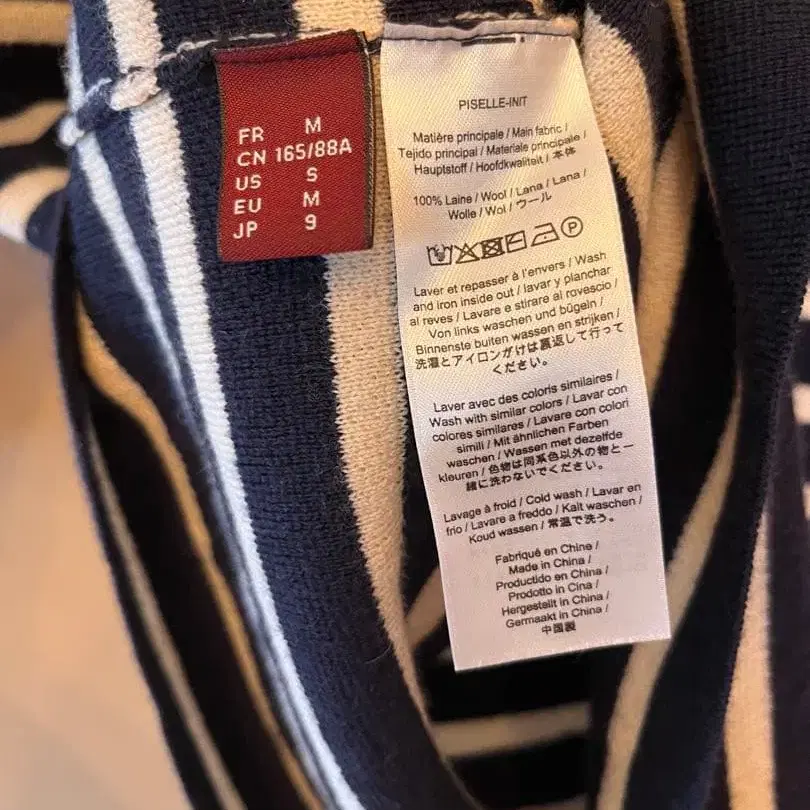 FR M
CN 165/88A
US S
EU M
JP 9
PISELLE-INIT
Matière principale / Main fabric /
Tejido principal / Materiale principale /
Hauptstoff / Hoofdkwaliteit / 本体
100% Laine / Wool / Lana / Lana /
Wolle / Wol / ウール
P
Laver et repasser à l'envers / Wash
and iron inside out / lavar y planchar
al reves / Lavare e stirare al rovescio /
Von links waschen und bügeln /
Binnenste buiten wassen en strijken /
洗濯とアイロンがけは裏返して行って
ください。
Laver avec des coloris similaires /
Wash with similar colors / Lavar con
colores similares / Lavare con colori
simili / Mit ähnlichen Farben
waschen / Wassen met dezelfde
kleuren / 色物は同系色以外の物と一
緒に洗わないでください。
Lavage à froid / Cold wash / Lavar en
frio / Lavare a freddo / Kalt waschen /
Koud wassen / 常温で洗う。
Fabriqué en Chine /
Made in China /
Productido en China /
Prodotto in Cina /
Hergestellt in China /
Germaakt in China /
中国製